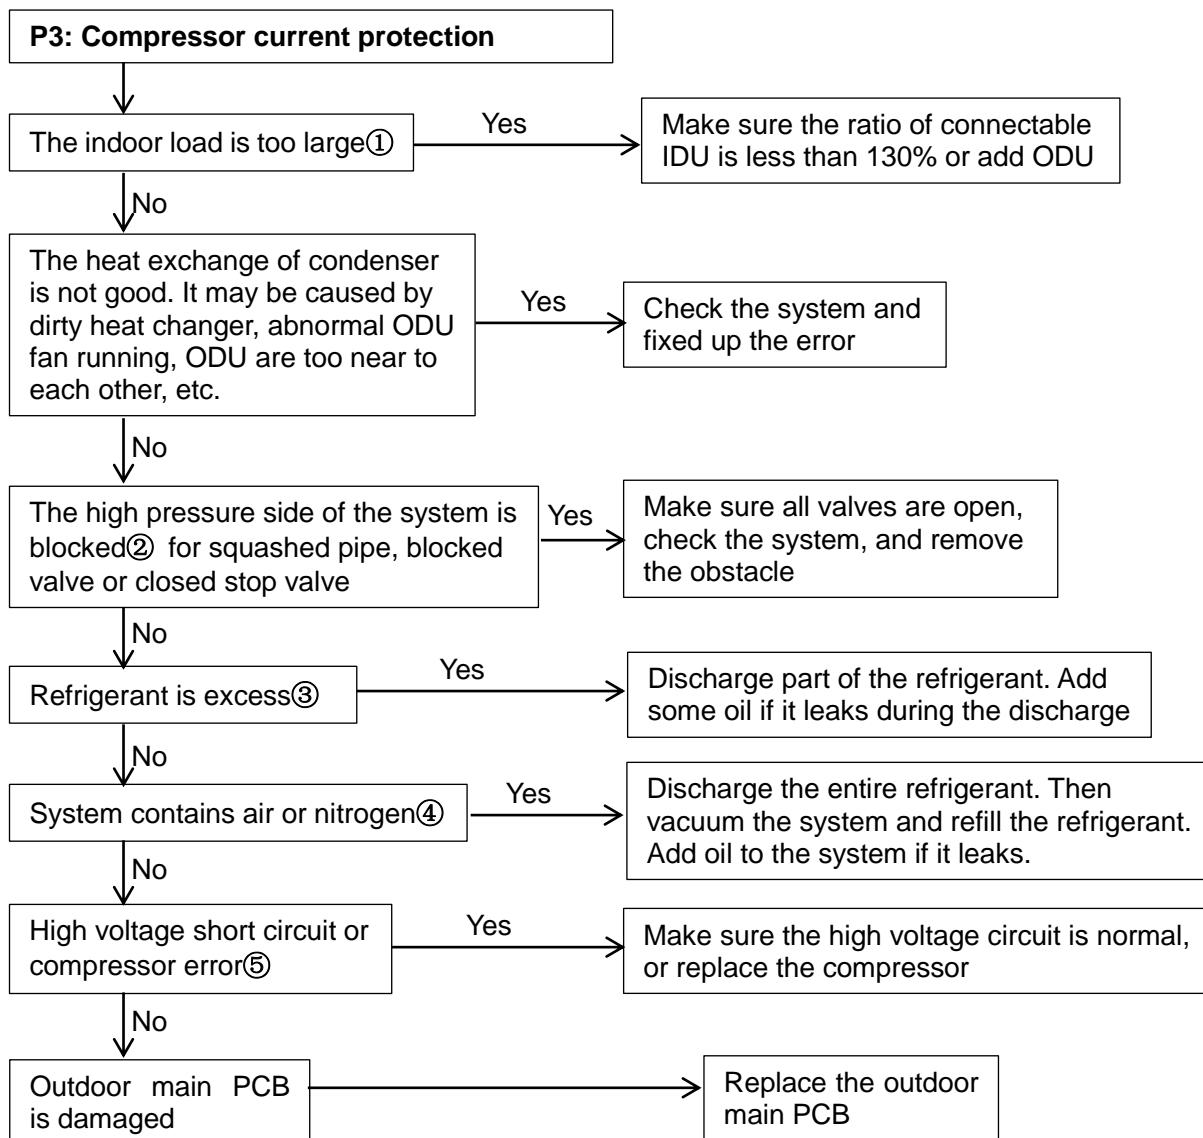 P3: Compressor current protection
The indoor load is too large①
Yes
Make sure the ratio of connectable
IDU is less than 130% or add ODU
No
The heat exchange of condenser
is not good. It may be caused by
dirty heat changer, abnormal ODU
fan running, ODU are too near to
each other, etc.
Yes
Check the system and
fixed up the error
No
The high pressure side of the system is
blocked② for squashed pipe, blocked
valve or closed stop valve
Yes
Make sure all valves are open,
check the system, and remove
the obstacle
No
Refrigerant is excess③
Yes
Discharge part of the refrigerant. Add
some oil if it leaks during the discharge
No
System contains air or nitrogen④
Yes
Discharge the entire refrigerant. Then
vacuum the system and refill the refrigerant.
Add oil to the system if it leaks.
No
High voltage short circuit or
compressor error⑤
Yes
Make sure the high voltage circuit is normal,
or replace the compressor
No
Outdoor main PCB
is damaged
Replace the outdoor
main PCB